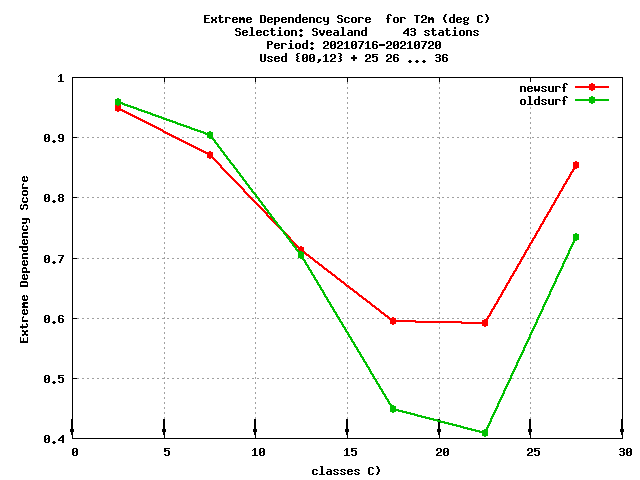 Extreme Dependency Score  for T2m (deg C)
Selection: Svealand     43 stations
Period: 20210716-20210720
Used {00,12} + 25 26 ... 36
newsurf
oldsurf
1
0.9
0.8
0.7
0.6
0.5
0.4
Extreme Dependency Score
0 5 10 15 20 25 30
classes C)